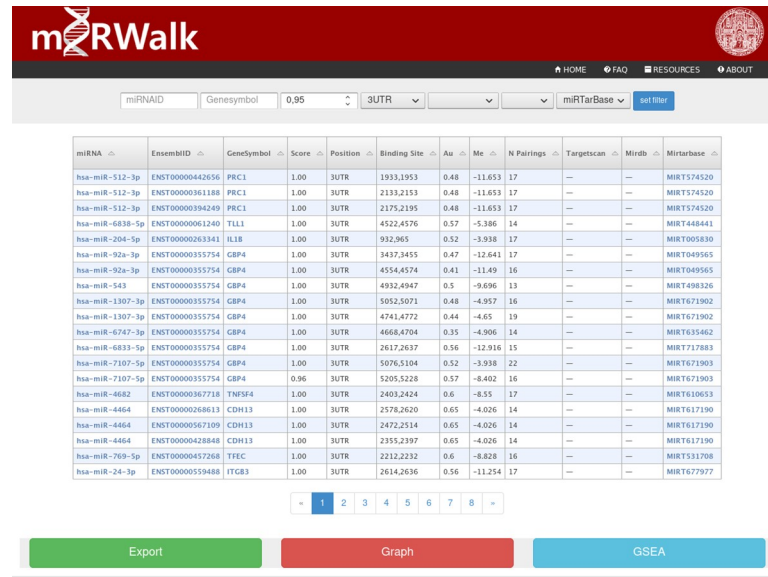 miRWalk
HOME FAQ RESOURCES ABOUT
miRNAID Genesymbol 0,95 3UTR miRTarBase set filter
miRNA EnsemblID GeneSymbol Score Position Binding Site Au Me N Pairings Targetscan Mirdb Mirtarbase
hsa-miR-512-3p ENST00000442656 PRC1 1.00 3UTR 1933,1953 0.48 -11.653 17 — — MIRT574520
hsa-miR-512-3p ENST00000361188 PRC1 1.00 3UTR 2133,2153 0.48 -11.653 17 — — MIRT574520
hsa-miR-512-3p ENST00000394249 PRC1 1.00 3UTR 2175,2195 0.48 -11.653 17 — — MIRT574520
hsa-miR-6838-5p ENST00000061240 TLL1 1.00 3UTR 4522,4576 0.57 -5.386 14 — — MIRT448441
hsa-miR-204-5p ENST00000263341 IL1B 1.00 3UTR 932,965 0.52 -3.938 17 — — MIRT005830
hsa-miR-92a-3p ENST00000355754 GBP4 1.00 3UTR 3437,3455 0.47 -12.641 17 — — MIRT049565
hsa-miR-92a-3p ENST00000355754 GBP4 1.00 3UTR 4554,4574 0.41 -11.49 16 — — MIRT049565
hsa-miR-543 ENST00000355754 GBP4 1.00 3UTR 4932,4947 0.5 -9.696 13 — — MIRT498326
hsa-miR-1307-3p ENST00000355754 GBP4 1.00 3UTR 5052,5071 0.48 -4.957 16 — — MIRT671902
hsa-miR-1307-3p ENST00000355754 GBP4 1.00 3UTR 4741,4772 0.44 -4.65 19 — — MIRT671902
hsa-miR-6747-3p ENST00000355754 GBP4 1.00 3UTR 4668,4704 0.35 -4.906 14 — — MIRT635462
hsa-miR-6833-5p ENST00000355754 GBP4 1.00 3UTR 2617,2637 0.56 -12.916 15 — — MIRT717883
hsa-miR-7107-5p ENST00000355754 GBP4 1.00 3UTR 5076,5104 0.52 -3.938 22 — — MIRT671903
hsa-miR-7107-5p ENST00000355754 GBP4 0.96 3UTR 5205,5228 0.57 -8.402 16 — — MIRT671903
hsa-miR-4682 ENST00000367718 TNFSF4 1.00 3UTR 2403,2424 0.6 -8.55 17 — — MIRT610653
hsa-miR-4464 ENST00000268613 CDH13 1.00 3UTR 2578,2620 0.65 -4.026 14 — — MIRT617190
hsa-miR-4464 ENST00000567109 CDH13 1.00 3UTR 2472,2514 0.65 -4.026 14 — — MIRT617190
hsa-miR-4464 ENST00000428848 CDH13 1.00 3UTR 2355,2397 0.65 -4.026 14 — — MIRT617190
hsa-miR-769-5p ENST00000457268 TFEC 1.00 3UTR 2212,2232 0.6 -8.828 16 — — MIRT531708
hsa-miR-24-3p ENST00000559488 ITGB3 1.00 3UTR 2614,2636 0.56 -11.254 17 — — MIRT677977
« 1 2 3 4 5 6 7 8 »
Export Graph GSEA